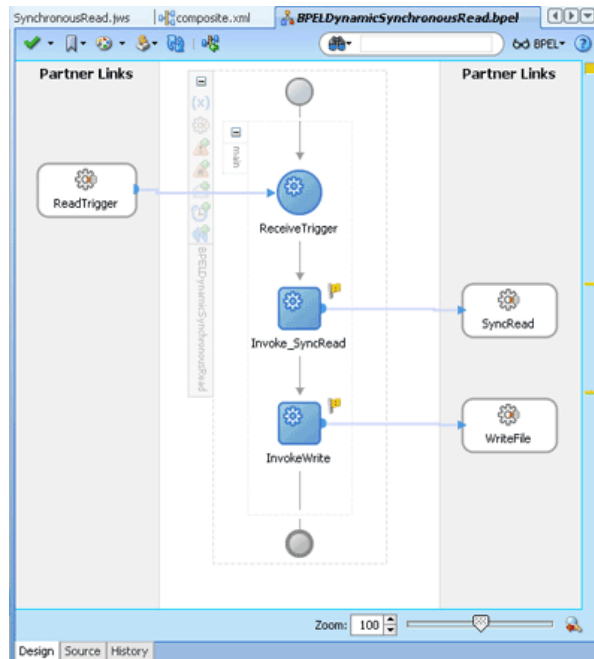 SynchronousRead.jws
composite.xml
BPELDynamicSynchronousRead.bpel
BPEL
Partner Links
Partner Links
(x)
main
BPELDynamicSynchronousRead
ReadTrigger
ReceiveTrigger
Invoke_SyncRead
SyncRead
InvokeWrite
WriteFile
Zoom: 100
Design Source History